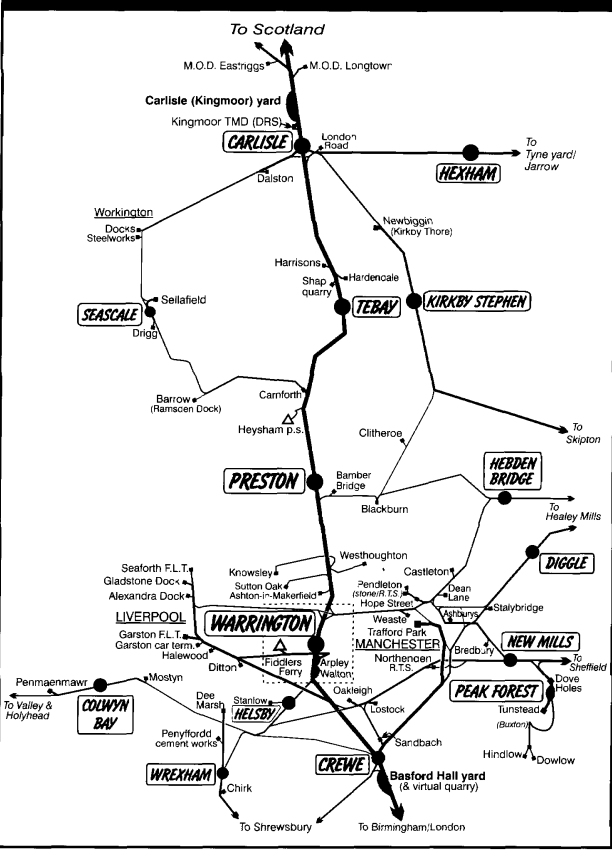 To Scotland
M.O.D. Eastriggs
M.O.D. Longtown
Carlisle (Kingmoor) yard
Kingmoor TMD (DRS)
CARLISLE
London
Road
To
Tyne yard/
Jarrow
HEXHAM
Dalston
Workington
Docks
Steelworks
Newbiggin
(Kirkby Thore)
Harrisons
Hardendale
Shap
quarry
TEBAY
KIRKBY STEPHEN
Sellafield
SEASCALE
Drigg
Barrow
(Ramsden Dock)
Carnforth
Heysham p.s.
To
Skipton
Clitheroe
PRESTON
Bamber
Bridge
Blackburn
HEBDEN
BRIDGE
To
Healey Mills
DIGGLE
Westhoughton
Knowsley
Sutton Oak
Ashton-in-Makerfield
Castleton
Seaforth F.L.T.
Gladstone Dock
Alexandra Dock
LIVERPOOL
Pendleton
(stone/R.T.S.)
Hope Street
Dean
Lane
Ashburys
Stalybridge
Weaste
Trafford Park
MANCHESTER
WARRINGTON
Garston F.L.T.
Garston car term.
Halewood
Ditton
Fiddlers
Ferry
Arpley
Walton
Northenden
R.T.S.
Bredbury
NEW MILLS
To
Sheffield
PEAK FOREST
Dove
Holes
Tunstead
(Buxton)
Hindlow
Dowlow
Penmaenmawr
Mostyn
To Valley &
Holyhead
COLWYN
BAY
Dee
Marsh
Stanlow
HELSBY
Oakleigh
Lostock
Sandbach
Penyffordd
cement works
WREXHAM
Chirk
CREWE
Basford Hall yard
(& virtual quarry)
To Shrewsbury
To Birmingham/London